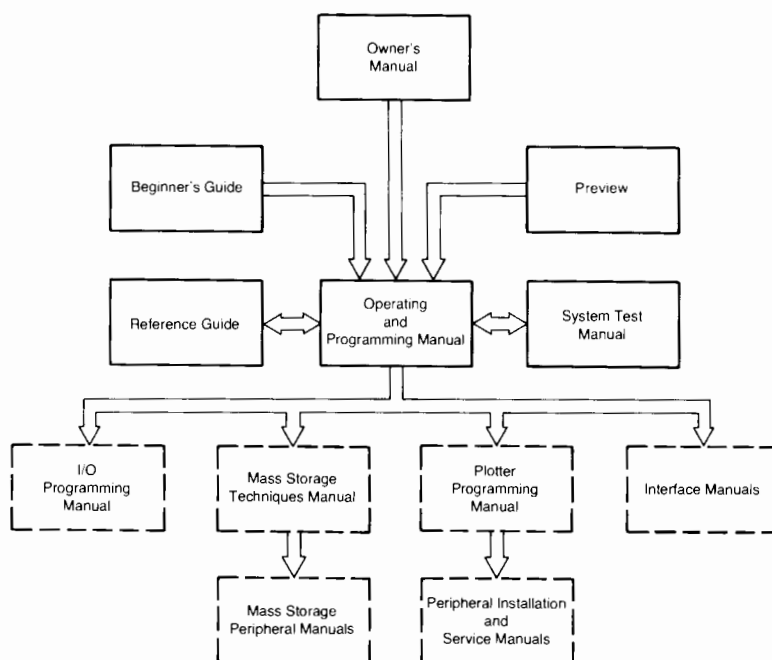 Owner's
Manual
Beginner's Guide
Preview
Reference Guide
Operating
and
Programming Manual
System Test
Manual
I/O
Programming
Manual
Mass Storage
Techniques Manual
Plotter
Programming
Manual
Interface Manuals
Mass Storage
Peripheral Manuals
Peripheral Installation
and
Service Manuals